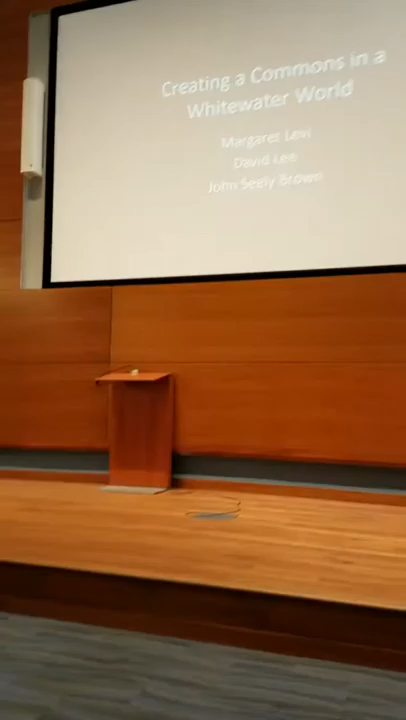 Creating a Commons in a
Whitewater World
Margaret Levi
David Lee
John Seely Brown